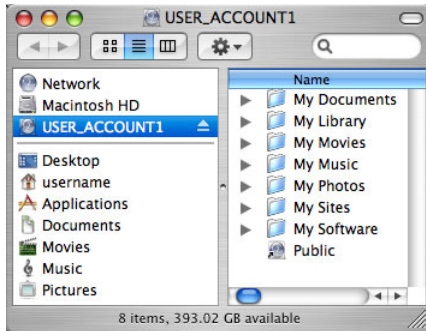 USER_ACCOUNT1
Name
Network
Macintosh HD
USER_ACCOUNT1
Desktop
username
Applications
Documents
Movies
Music
Pictures
My Documents
My Library
My Movies
My Music
My Photos
My Sites
My Software
Public
8 items, 393.02 GB available